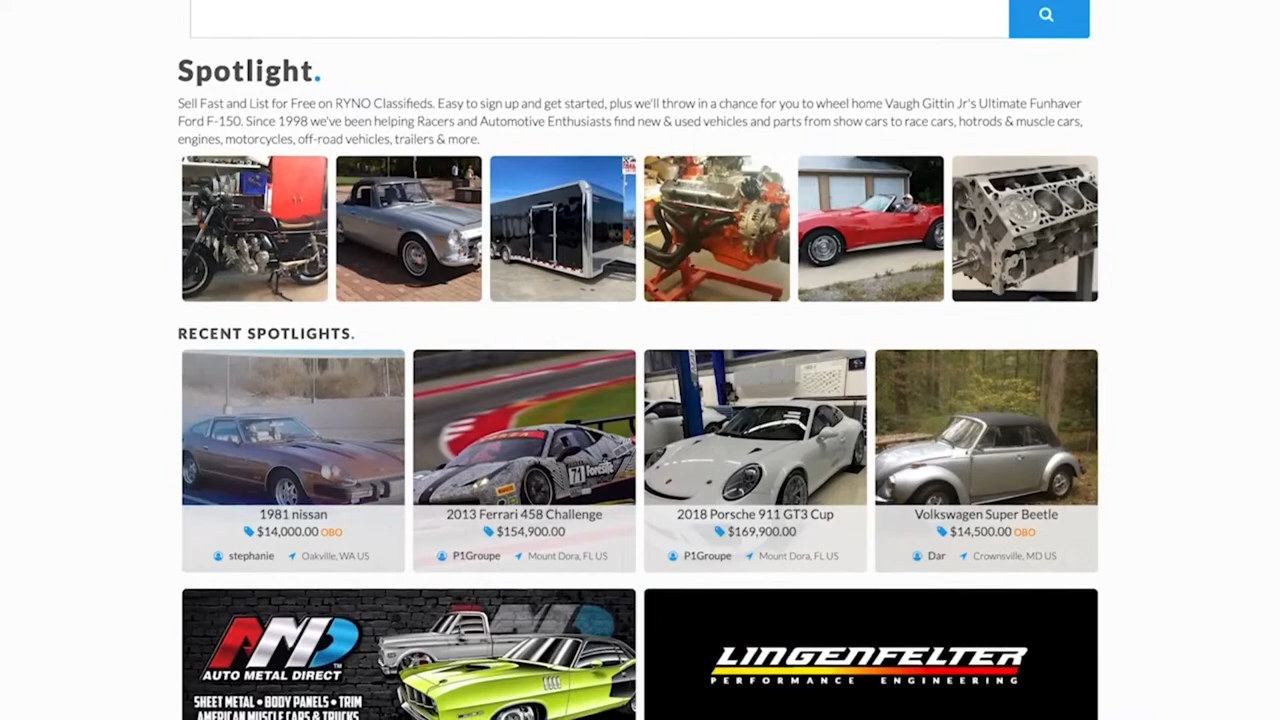 Spotlight.
Sell Fast and List for Free on RYNO Classifieds. Easy to sign up and get started, plus we'll throw in a chance for you to wheel home Vaugh Gittin Jr's Ultimate Funhaver
Ford F-150. Since 1998 we've been helping Racers and Automotive Enthusiasts find new & used vehicles and parts from show cars to race cars, hotrods & muscle cars,
engines, motorcycles, off-road vehicles, trailers & more.
RECENT SPOTLIGHTS.
1981 nissan
$14,000.00 OBO
stephanie Oakville, WA US
71 Foresite
2013 Ferrari 458 Challenge
$154,900.00
P1Groupe Mount Dora, FL US
2018 Porsche 911 GT3 Cup
$169,900.00
P1Groupe Mount Dora, FL US
Volkswagen Super Beetle
$14,500.00 OBO
Dar Crownsville, MD US
AMD
TM
AUTO METAL DIRECT
SHEET METAL • BODY PANELS • TRIM
AMERICAN MUSCLE CARS & TRUCKS
LINGENFELTER
PERFORMANCE ENGINEERING